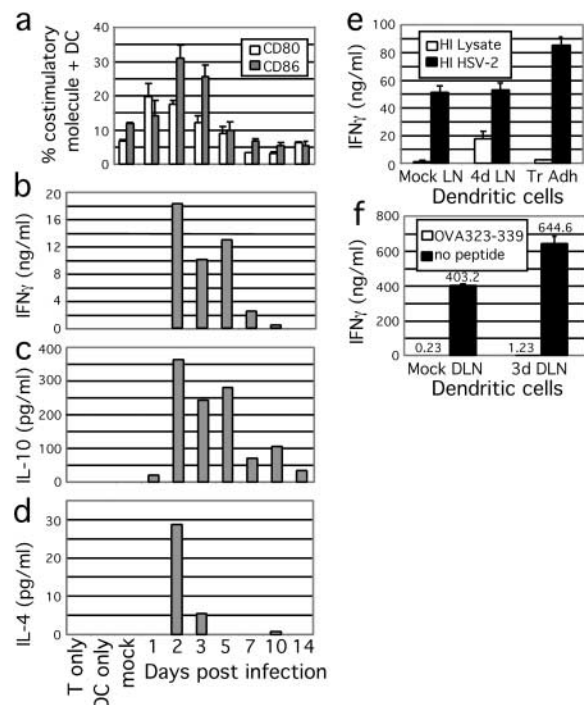 a
% costimulatory
molecule + DC
40
30
20
10
0
CD80
CD86
b
IFNγ (ng/ml)
20
16
12
8
4
0
c
IL-10 (pg/ml)
400
300
200
100
0
d
IL-4 (pg/ml)
30
20
10
0
T only
DC only
mock
1 2 3 5 7 10 14
Days post infection
e
IFNγ (ng/ml)
100
80
60
40
20
0
HI Lysate
HI HSV-2
Mock LN 4d LN Tr Adh
Dendritic cells
f
IFNγ (ng/ml)
800
600
400
200
0
OVA323-339
no peptide
644.6
403.2
0.23
1.23
Mock DLN 3d DLN
Dendritic cells